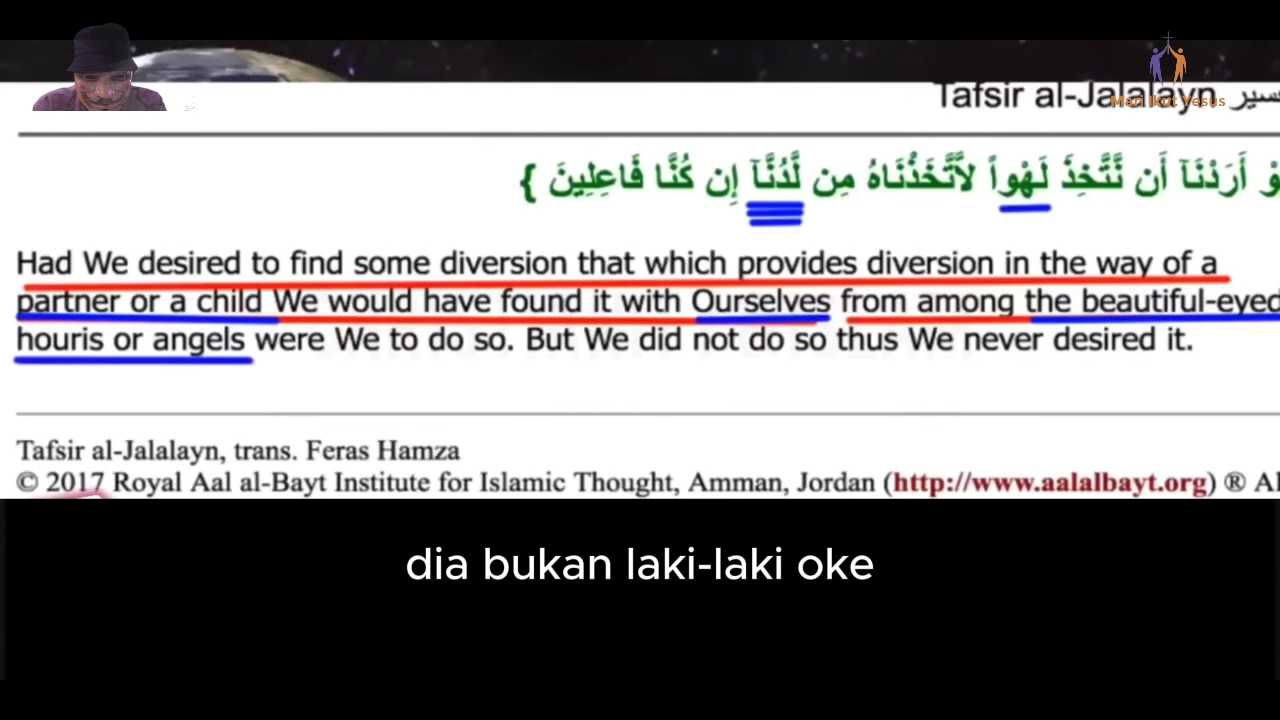 Mari Ikut Yesus
Tafsir al-Jalalayn
أَرَدْنَآ أَن نَّتَّخِذَ لَهْواً لاَّتَّخَذْنَاهُ مِن لَّدُنَّآ إِن كُنَّا فَاعِلِينَ }
Had We desired to find some diversion that which provides diversion in the way of a
partner or a child We would have found it with Ourselves from among the beautiful-eyed
houris or angels were We to do so. But We did not do so thus We never desired it.
Tafsir al-Jalalayn, trans. Feras Hamza
© 2017 Royal Aal al-Bayt Institute for Islamic Thought, Amman, Jordan (http://www.aalalbayt.org) ®
dia bukan laki-laki oke